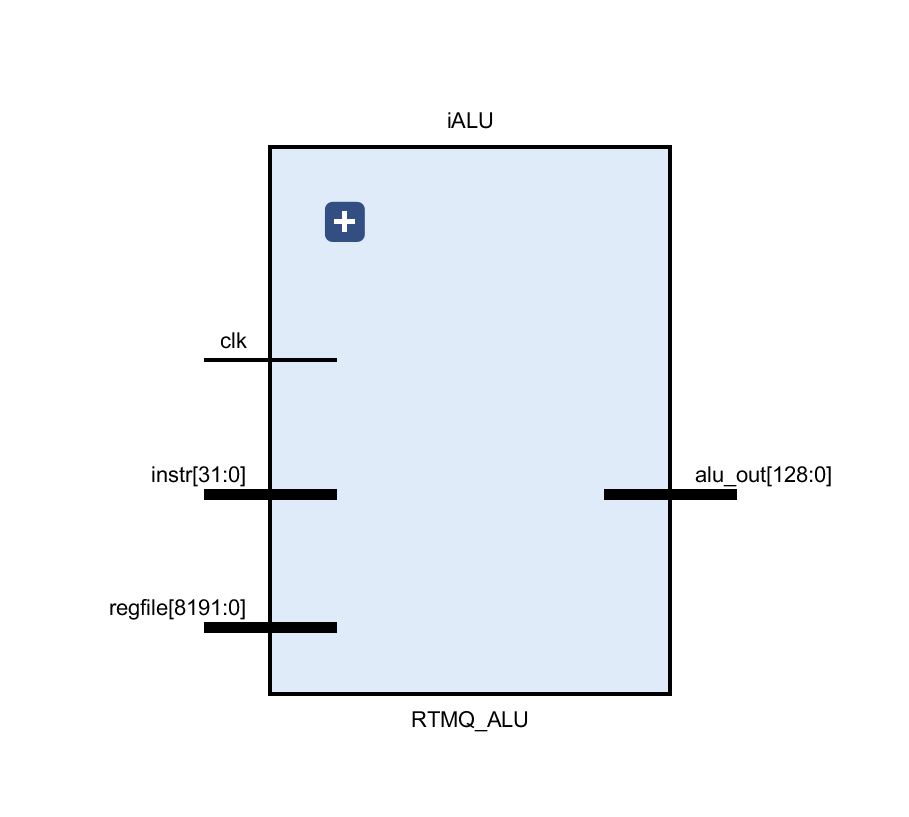 iALU
clk
instr[31:0]
alu_out[128:0]
regfile[8191:0]
RTMQ_ALU